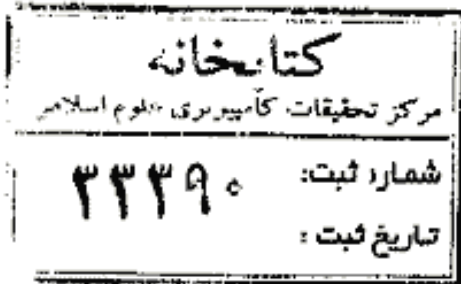 کتابخانه
مرکز تحقیقات کامپیوتری علوم اسلامی
شماره ثبت: ۳۳۳۹۰
تاریخ ثبت :